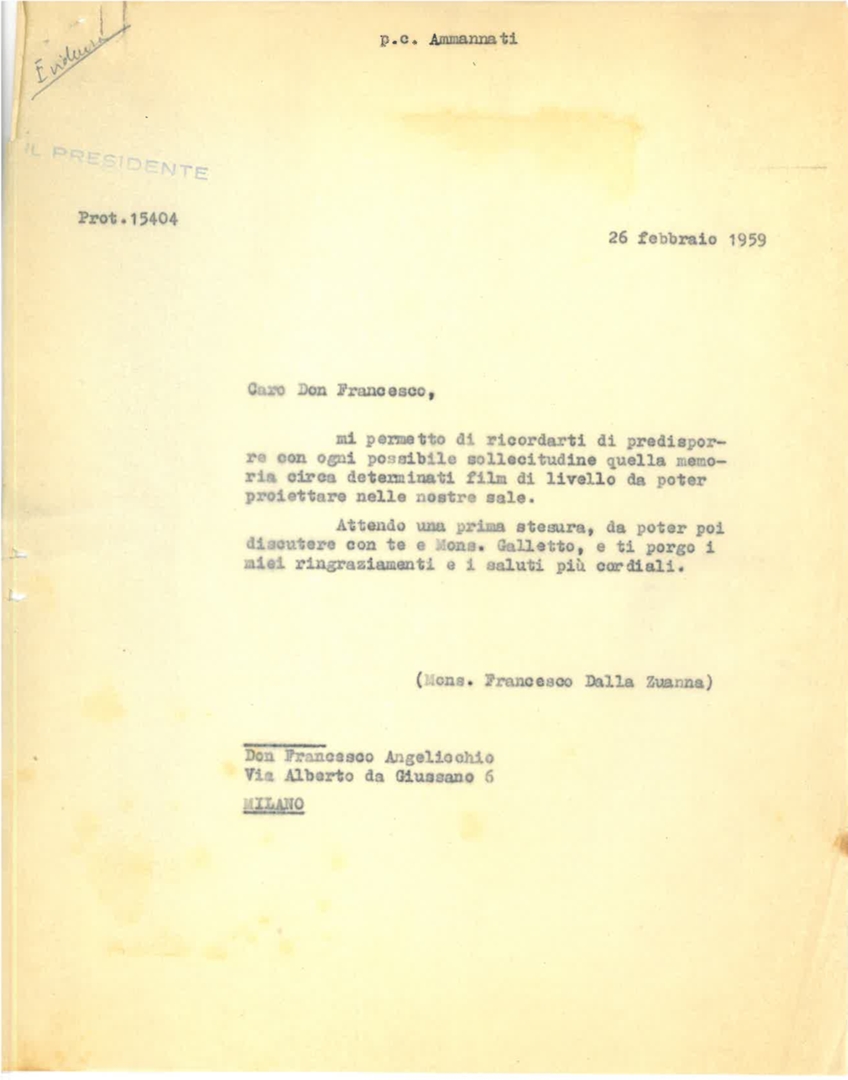 p.c. Ammannati
Evidenza
IL PRESIDENTE
Prot.15404
26 febbraio 1959
Caro Don Francesco,
mi permetto di ricordarti di predispor-
re con ogni possibile sollecitudine quella memo-
ria circa determinati film di livello da poter
proiettare nelle nostre sale.
Attendo una prima stesura, da poter poi
discutere con te e Mons. Galletto, e ti porgo i
miei ringraziamenti e i saluti più cordiali.
(Mons. Francesco Dalla Zuanna)
Don Francesco Angelicchio
Via Alberto da Giussano 6
MILANO